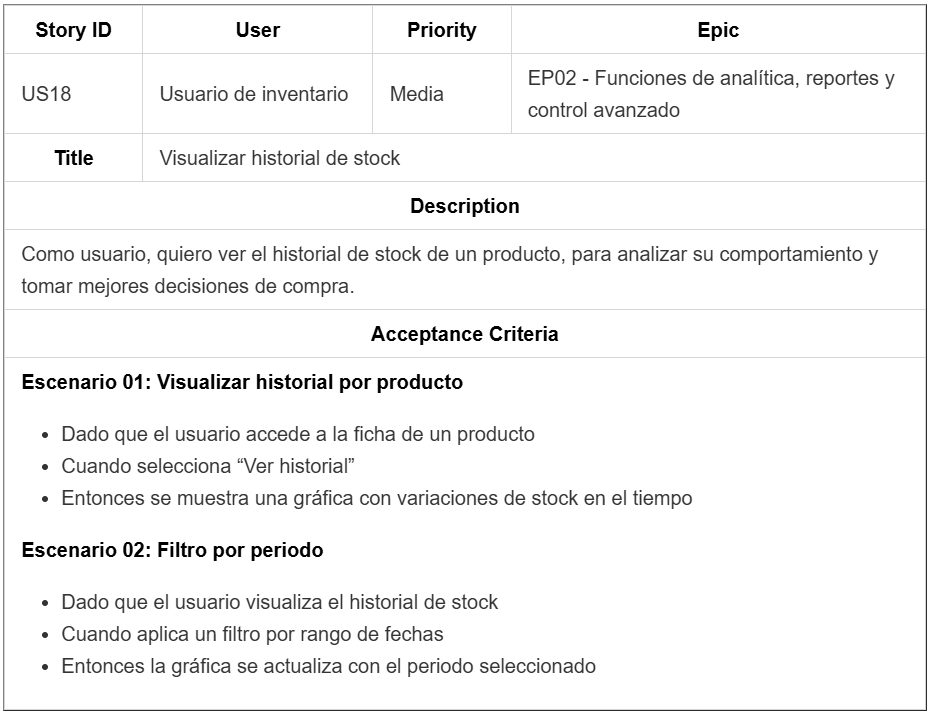 Story ID User Priority Epic
US18 Usuario de inventario Media EP02 - Funciones de analítica, reportes y
control avanzado
Title Visualizar historial de stock
Description
Como usuario, quiero ver el historial de stock de un producto, para analizar su comportamiento y
tomar mejores decisiones de compra.
Acceptance Criteria
Escenario 01: Visualizar historial por producto
• Dado que el usuario accede a la ficha de un producto
• Cuando selecciona “Ver historial”
• Entonces se muestra una gráfica con variaciones de stock en el tiempo
Escenario 02: Filtro por periodo
• Dado que el usuario visualiza el historial de stock
• Cuando aplica un filtro por rango de fechas
• Entonces la gráfica se actualiza con el periodo seleccionado